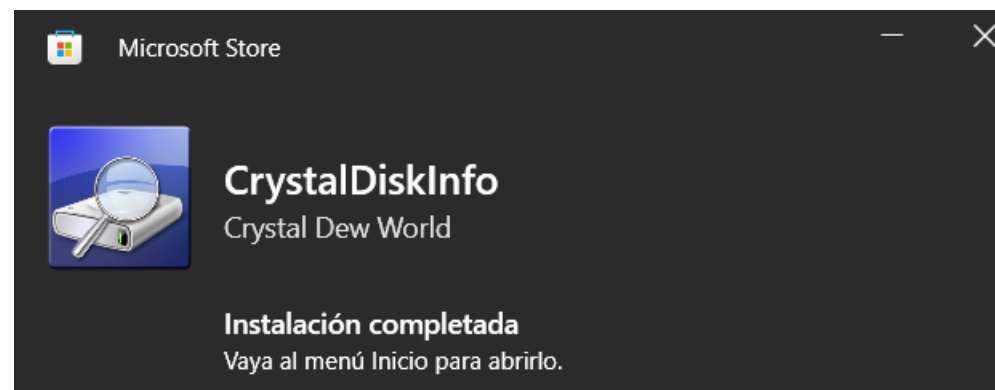 Microsoft Store
CrystalDiskInfo
Crystal Dew World
Instalación completada
Vaya al menú Inicio para abrirlo.